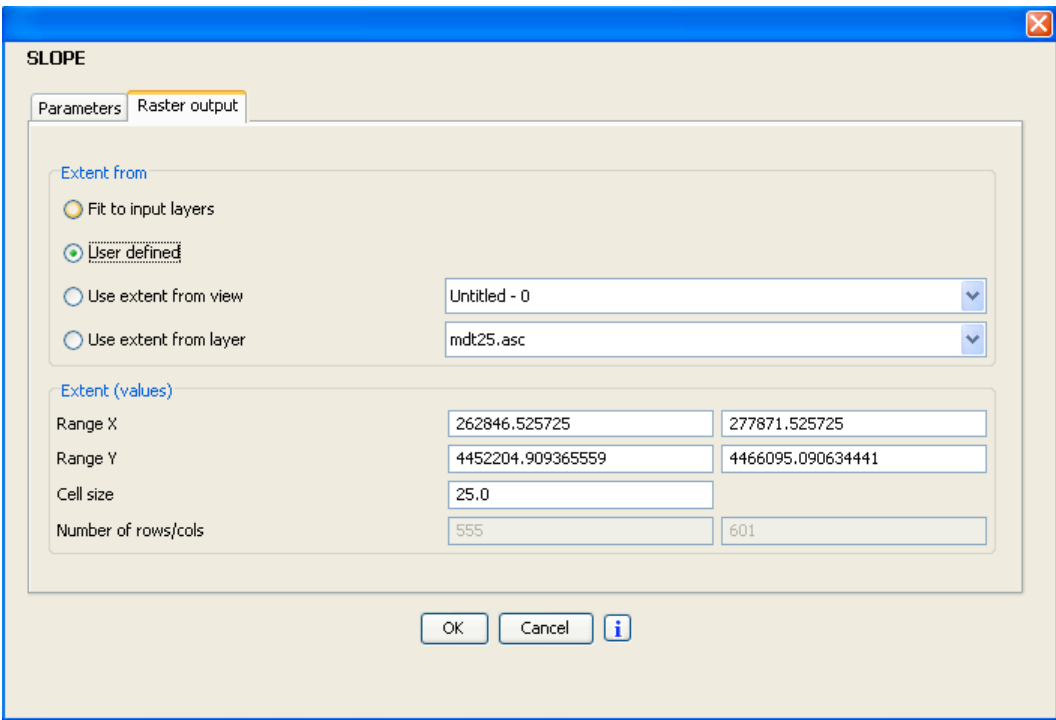 SLOPE
Parameters Raster output
Extent from
Fit to input layers
User defined
Use extent from view Untitled - 0
Use extent from layer mdt25.asc
Extent (values)
Range X 262846.525725 277871.525725
Range Y 4452204.909365559 4466095.090634441
Cell size 25.0
Number of rows/cols 555 601
OK Cancel i